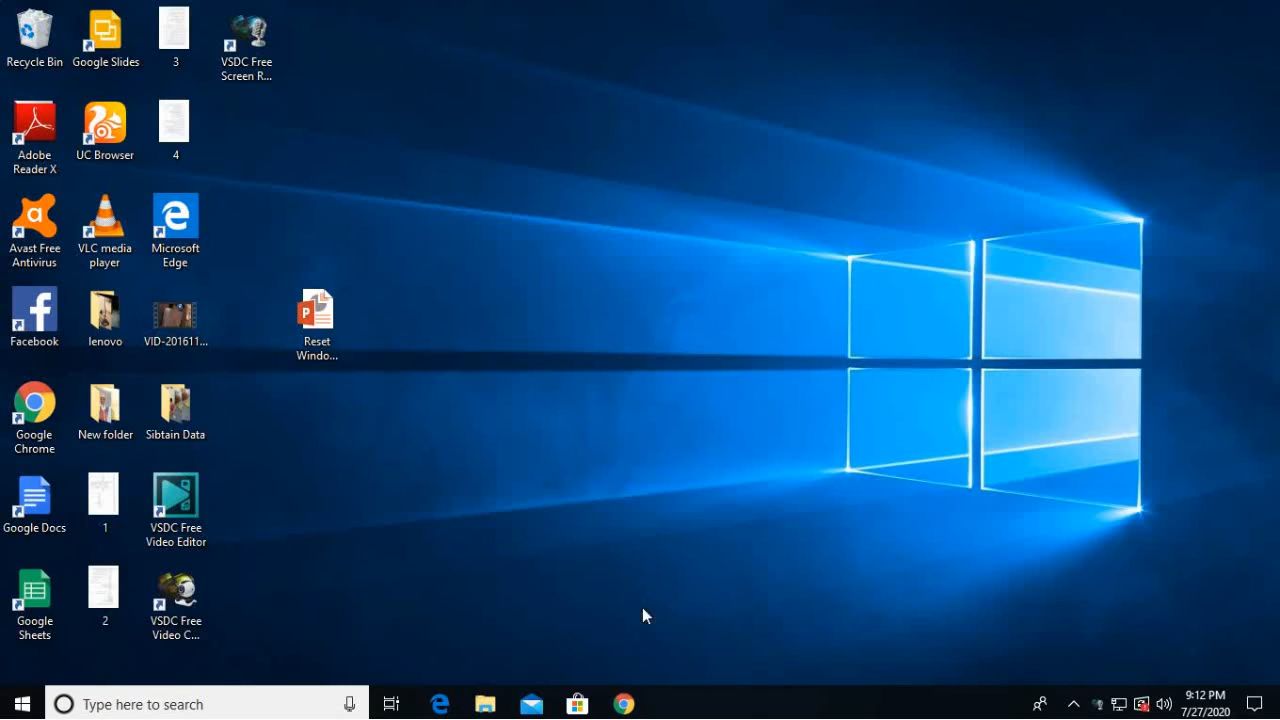 Recycle Bin
Google Slides
3
VSDC Free
Screen R...
Adobe
Reader X
UC Browser
4
Avast Free
Antivirus
VLC media
player
Microsoft
Edge
Facebook
lenovo
VID-201611...
Reset
Windo...
Google
Chrome
New folder
Sibtain Data
Google Docs
1
VSDC Free
Video Editor
Google
Sheets
2
VSDC Free
Video C...
Type here to search
9:12 PM
7/27/2020